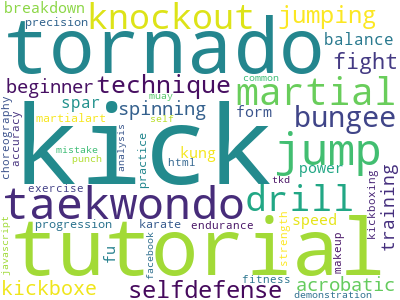 breakdown
precision
knockout
jumping
tornado
balance
fight
beginner
technique
martial
spar
spinning
form
bungee
common
muay
self
martialart
choreography
accuracy
kick
jump
mistake
punch
analysis
practice
kung
html
power
training
kickboxing
exercise
taekwondo
drill
tkd
progression
karate
endurance
speed
strength
makeup
javascript
tutorial
fu
facebook
fitness
acrobatic
kickboxe
selfdefense
demonstration